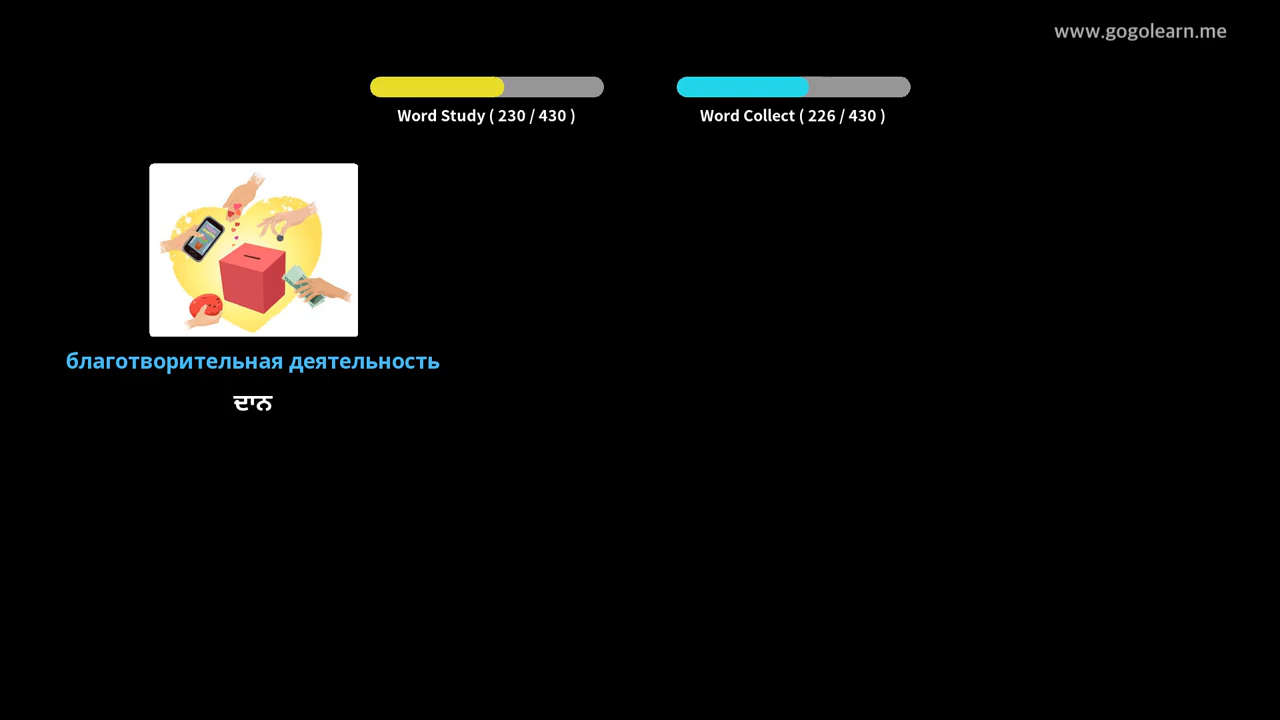 www.gogolearn.me
Word Study ( 230 / 430 )
Word Collect ( 226 / 430 )
благотворительная деятельность
ਦਾਨ